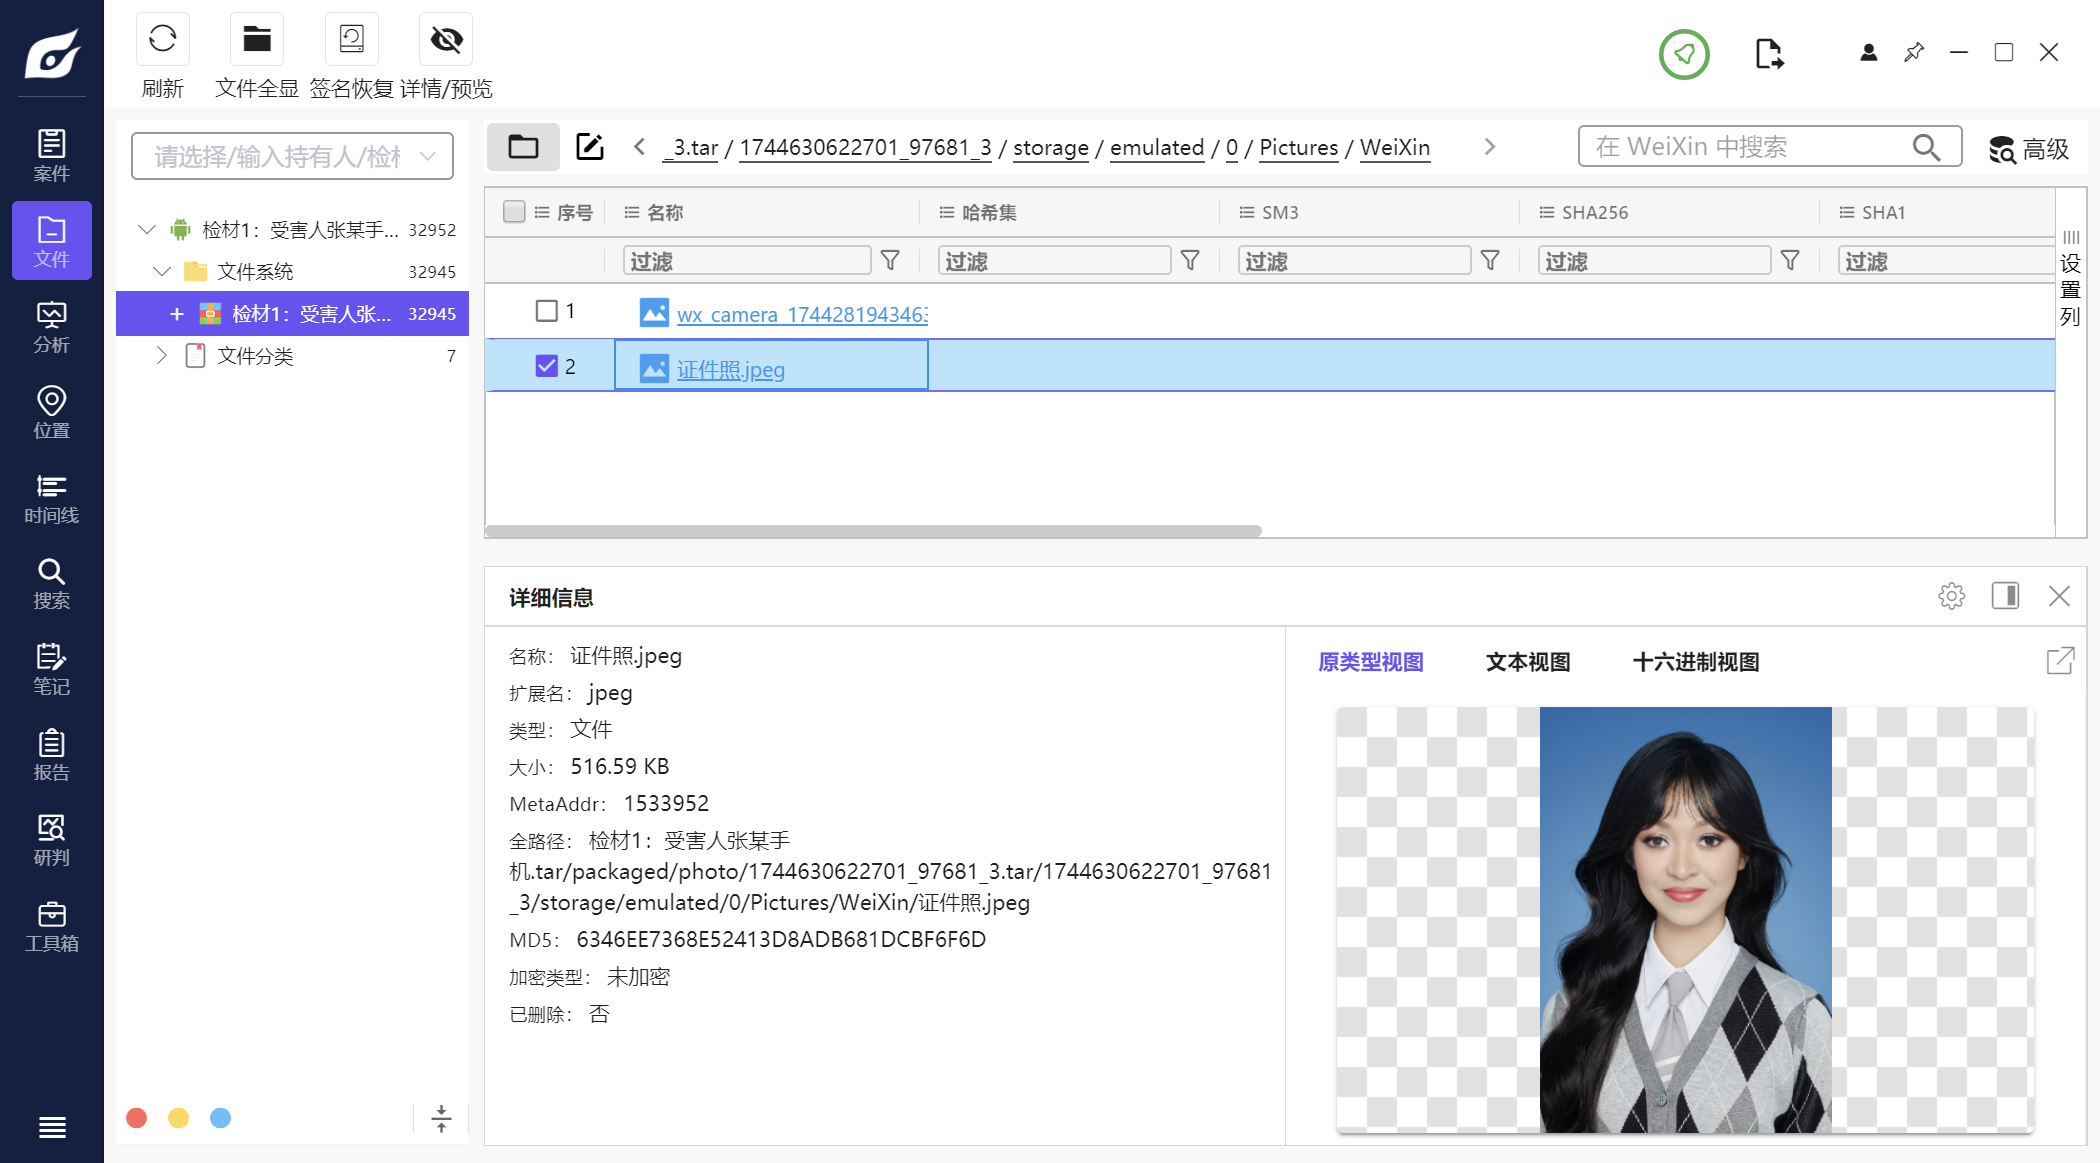 刷新
文件全显
签名恢复
详情/预览
案件
文件
分析
位置
时间线
搜索
笔记
报告
研判
工具箱
请选择/输入持有人/检
检材1：受害人张某手... 32952
文件系统 32945
检材1：受害人张... 32945
文件分类 7
_3.tar / 1744630622701_97681_3 / storage / emulated / 0 / Pictures / WeiXin
在 WeiXin 中搜索
高级
序号 名称 哈希集 SM3 SHA256 SHA1
过滤 过滤 过滤 过滤 过滤
1 wx_camera_1744281943463
2 证件照.jpeg
设置列
详细信息
名称： 证件照.jpeg
扩展名： jpeg
类型： 文件
大小： 516.59 KB
MetaAddr： 1533952
全路径： 检材1：受害人张某手
机.tar/packaged/photo/1744630622701_97681_3.tar/1744630622701_97681
_3/storage/emulated/0/Pictures/WeiXin/证件照.jpeg
MD5： 6346EE7368E52413D8ADB681DCBF6F6D
加密类型： 未加密
已删除： 否
原类型视图 文本视图 十六进制视图